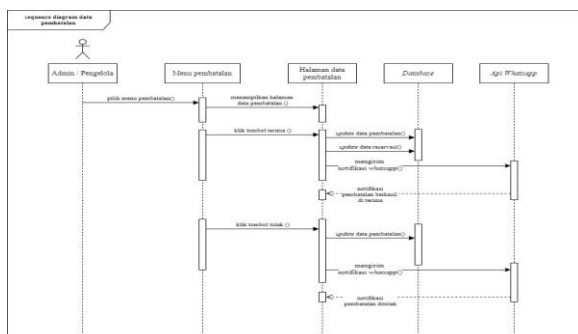 sequence diagram data
pembatalan
Admin / Pengelola
Menu pembatalan
Halaman data
pembatalan
Database
Api Whatsapp
pilih menu pembatalan()
menampilkan halaman
data pembatalan ()
klik tombol terima ()
update data pembatalan()
update data reservasi()
mengirim
notifikasi whatsapp()
notifikasi
pembatalan berhasil
di terima
klik tombol tolak ()
update data pembatalan()
mengirim
notifikasi whatsapp()
notifikasi
pembatalan ditolak